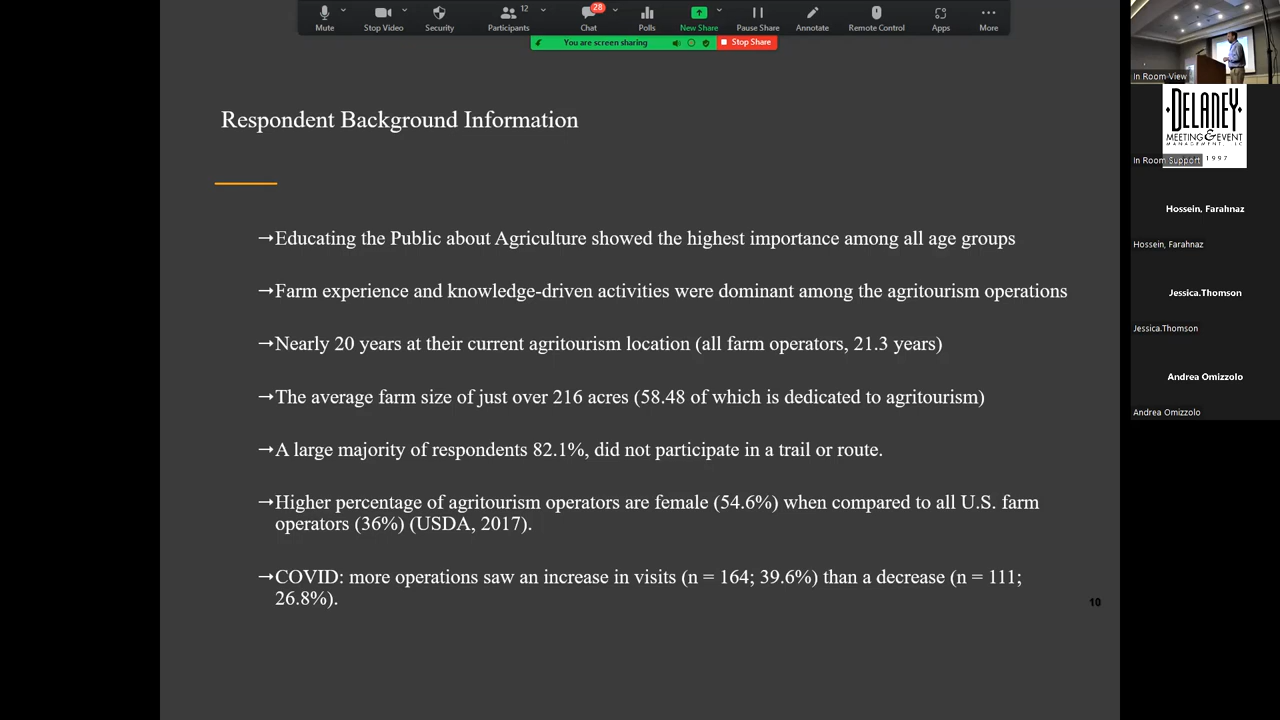 Mute
Stop Video
Security
12
Participants
28
Chat
Polls
New Share
Pause Share
Annotate
Remote Control
Apps
More
You are screen sharing
Stop Share
Respondent Background Information
→Educating the Public about Agriculture showed the highest importance among all age groups
→Farm experience and knowledge-driven activities were dominant among the agritourism operations
→Nearly 20 years at their current agritourism location (all farm operators, 21.3 years)
→The average farm size of just over 216 acres (58.48 of which is dedicated to agritourism)
→A large majority of respondents 82.1%, did not participate in a trail or route.
→Higher percentage of agritourism operators are female (54.6%) when compared to all U.S. farm
operators (36%) (USDA, 2017).
→COVID: more operations saw an increase in visits (n = 164; 39.6%) than a decrease (n = 111;
26.8%).
10
In Room View
DELANEY
MEETING & EVENT
MANAGEMENT, LLC
1997
In Room Support
Hossein, Farahnaz
Hossein, Farahnaz
Jessica.Thomson
Jessica.Thomson
Andrea Omizzolo
Andrea Omizzolo